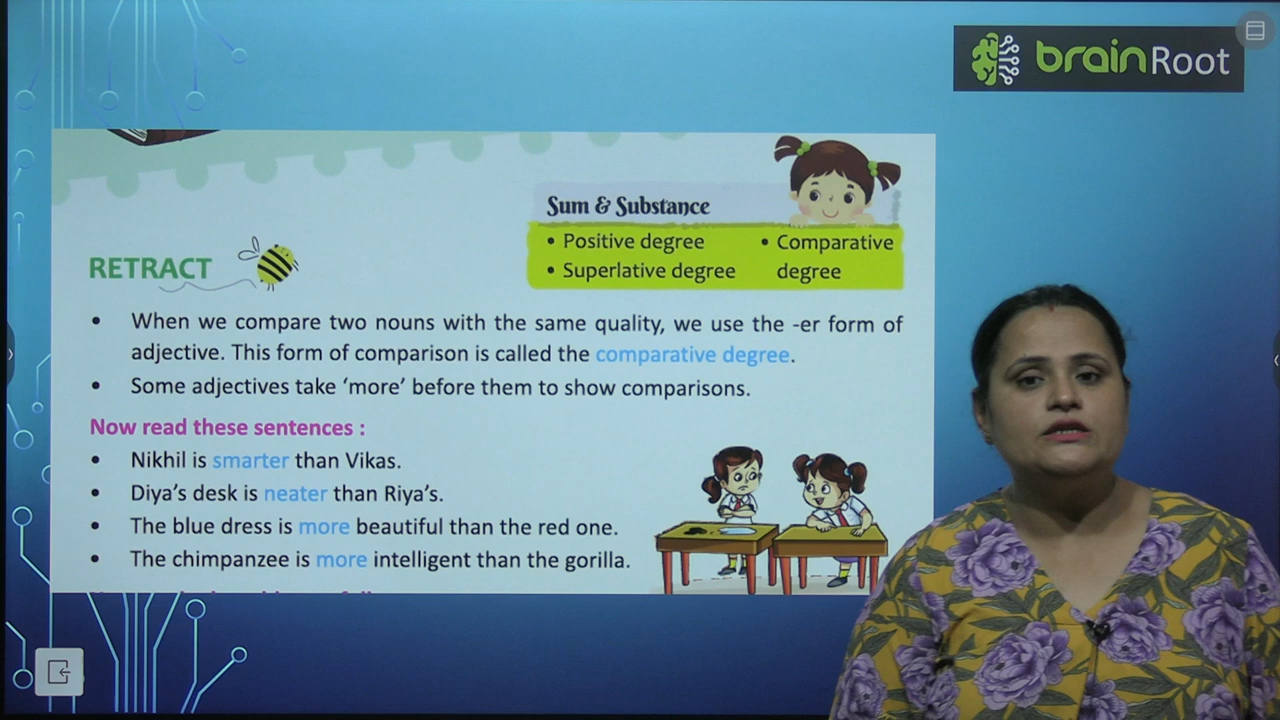 brainRoot
Sum & Substance
• Positive degree
• Comparative degree
• Superlative degree
RETRACT
• When we compare two nouns with the same quality, we use the -er form of
adjective. This form of comparison is called the comparative degree.
• Some adjectives take ‘more’ before them to show comparisons.
Now read these sentences :
• Nikhil is smarter than Vikas.
• Diya’s desk is neater than Riya’s.
• The blue dress is more beautiful than the red one.
• The chimpanzee is more intelligent than the gorilla.